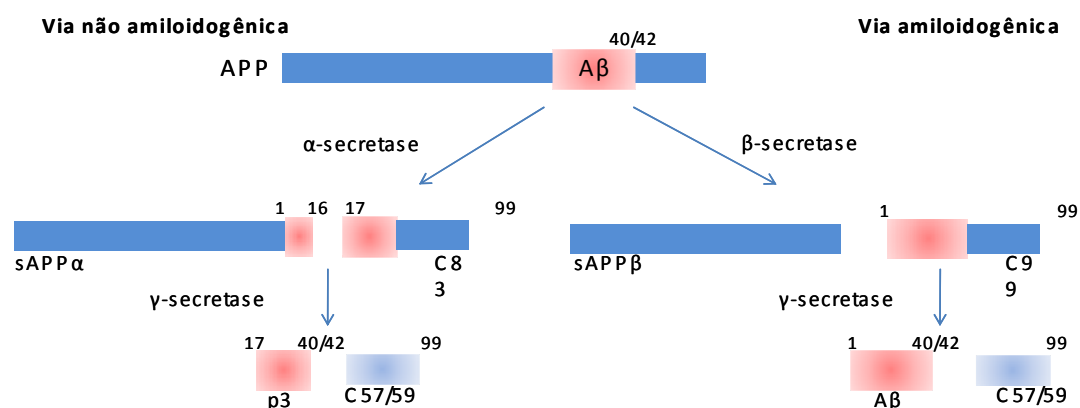 Via não amiloidogênica
Via amiloidogênica
40/42
APP
Aβ
α-secretase
β-secretase
1 16 17 99
1 99
sAPPα
C8
3
sAPPβ
C9
9
γ-secretase
γ-secretase
17 40/42 99
1 40/42 99
p3
C57/59
Aβ
C57/59